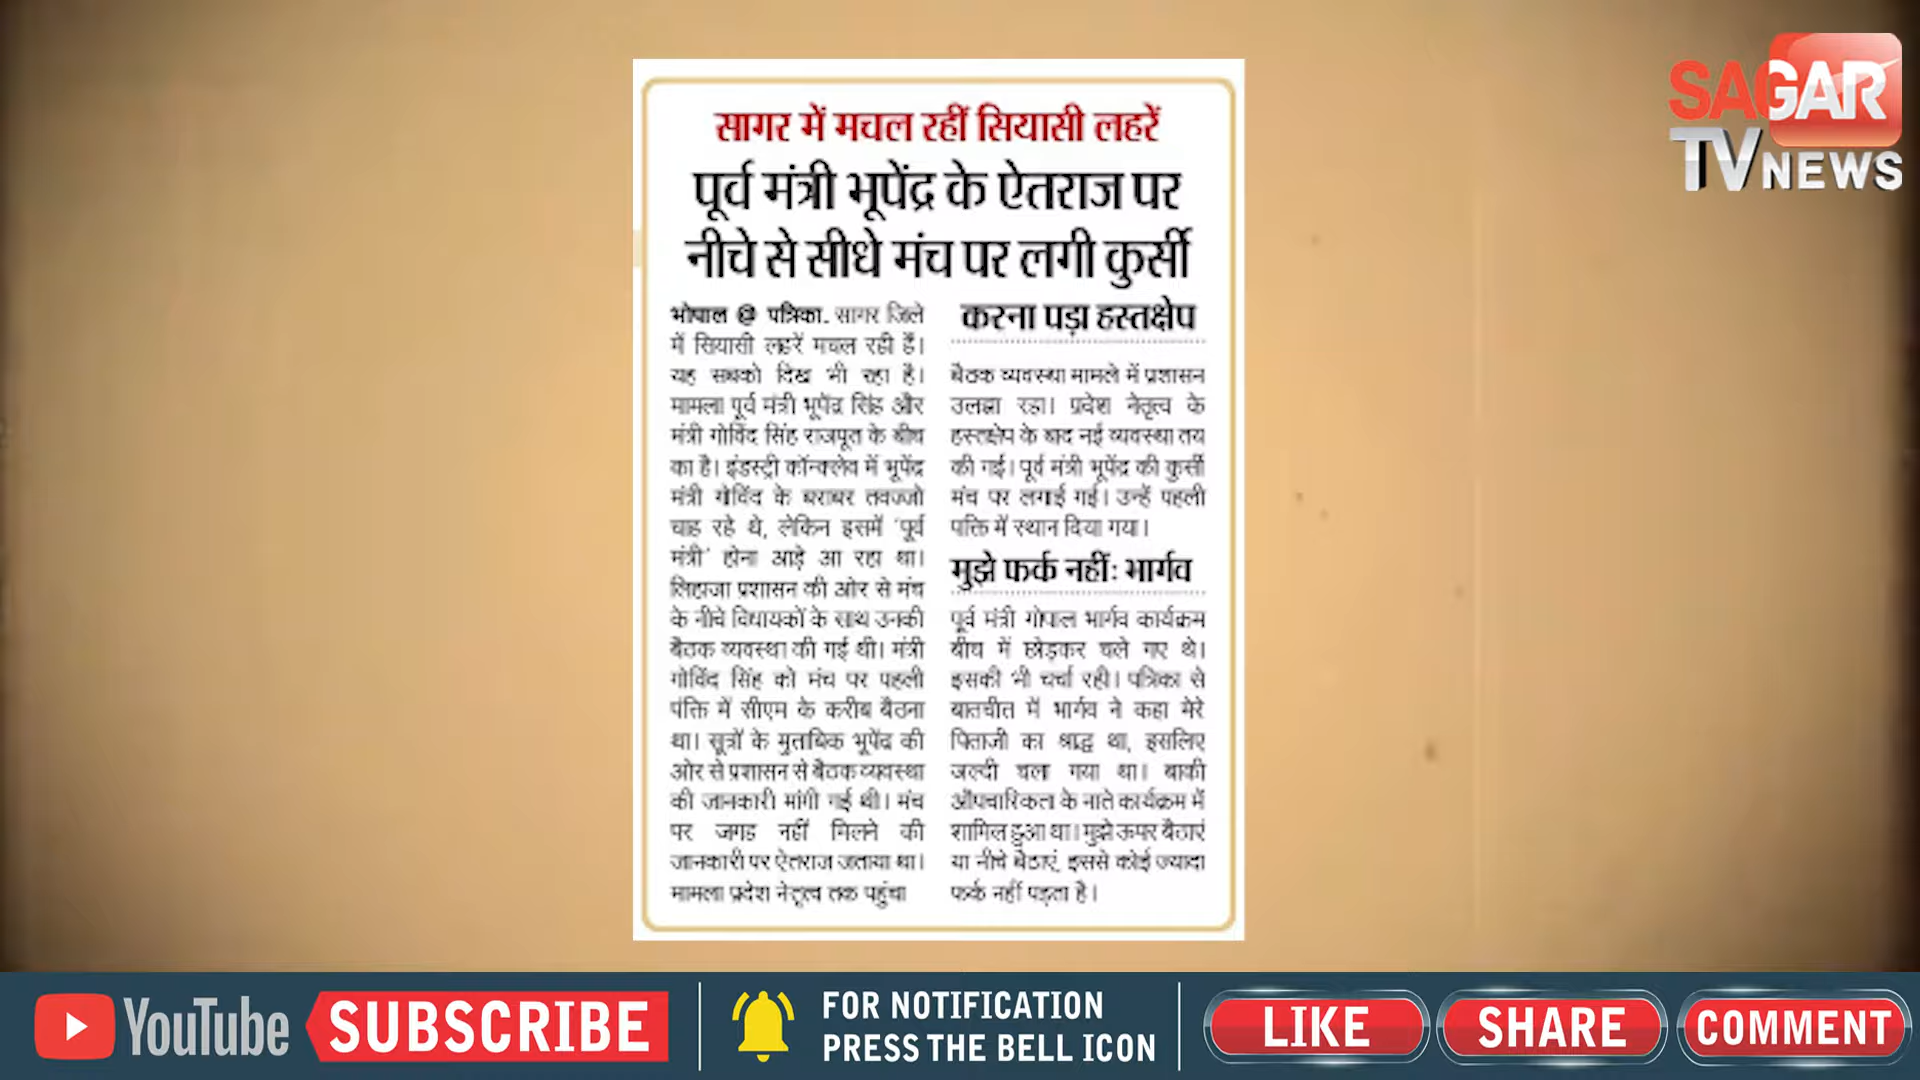 सागर में मचल रहीं सियासी लहरें
पूर्व मंत्री भूपेंद्र के ऐतराज पर
नीचे से सीधे मंच पर लगी कुर्सी
भोपाल @ पत्रिका. सागर जिले
में सियासी लहरें मचल रही हैं।
यह सबको दिख भी रहा है।
मामला पूर्व मंत्री भूपेंद्र सिंह और
मंत्री गोविंद सिंह राजपूत के बीच
का है। इंडस्ट्री कॉन्क्लेव में भूपेंद्र
मंत्री गोविंद के बराबर तवज्जो
चाह रहे थे, लेकिन इसमें 'पूर्व
मंत्री' होना आड़े आ रहा था।
लिहाजा प्रशासन की ओर से मंच
के नीचे विधायकों के साथ उनकी
बैठक व्यवस्था की गई थी। मंत्री
गोविंद सिंह को मंच पर पहली
पंक्ति में सीएम के करीब बैठना
था। सूत्रों के मुताबिक भूपेंद्र की
ओर से प्रशासन से बैठक व्यवस्था
की जानकारी मांगी गई थी। मंच
पर जगह नहीं मिलने की
जानकारी पर ऐतराज जताया था।
मामला प्रदेश नेतृत्व तक पहुंचा
करना पड़ा हस्तक्षेप
बैठक व्यवस्था मामले में प्रशासन
उलझा रहा। प्रदेश नेतृत्व के
हस्तक्षेप के बाद नई व्यवस्था तय
की गई। पूर्व मंत्री भूपेंद्र की कुर्सी
मंच पर लगाई गई। उन्हें पहली
पंक्ति में स्थान दिया गया।
मुझे फर्क नहीं: भार्गव
पूर्व मंत्री गोपाल भार्गव कार्यक्रम
बीच में छोड़कर चले गए थे।
इसकी भी चर्चा रही। पत्रिका से
बातचीत में भार्गव ने कहा मेरे
पिताजी का श्राद्ध था, इसलिए
जल्दी चला गया था। बाकी
औपचारिकता के नाते कार्यक्रम में
शामिल हुआ था। मुझे ऊपर बैठाएं
या नीचे बैठाएं, इससे कोई ज्यादा
फर्क नहीं पड़ता है।
SAGAR
TV NEWS
YouTube SUBSCRIBE
FOR NOTIFICATION
PRESS THE BELL ICON
LIKE SHARE COMMENT